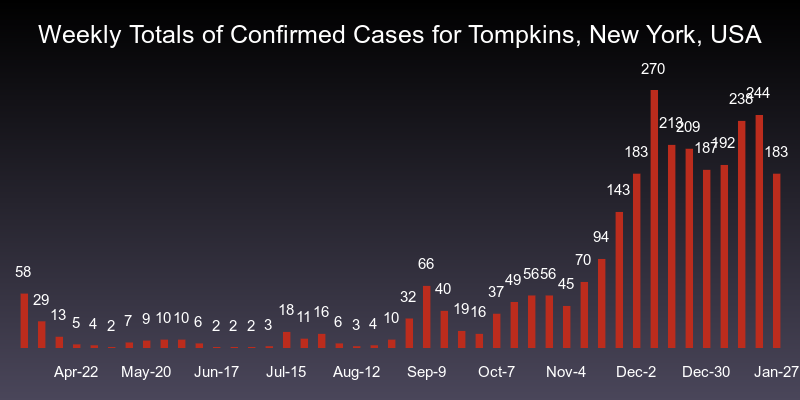 Weekly Totals of Confirmed Cases for Tompkins, New York, USA
58 29 13 5 4 2 7 9 10 10 6 2 2 2 3 18 11 16 6 3 4 10 32 66 40 19 16 37 49 56 56 45 70 94 143 183 270 213 209 187 192 238 244 183
Apr-22 May-20 Jun-17 Jul-15 Aug-12 Sep-9 Oct-7 Nov-4 Dec-2 Dec-30 Jan-27